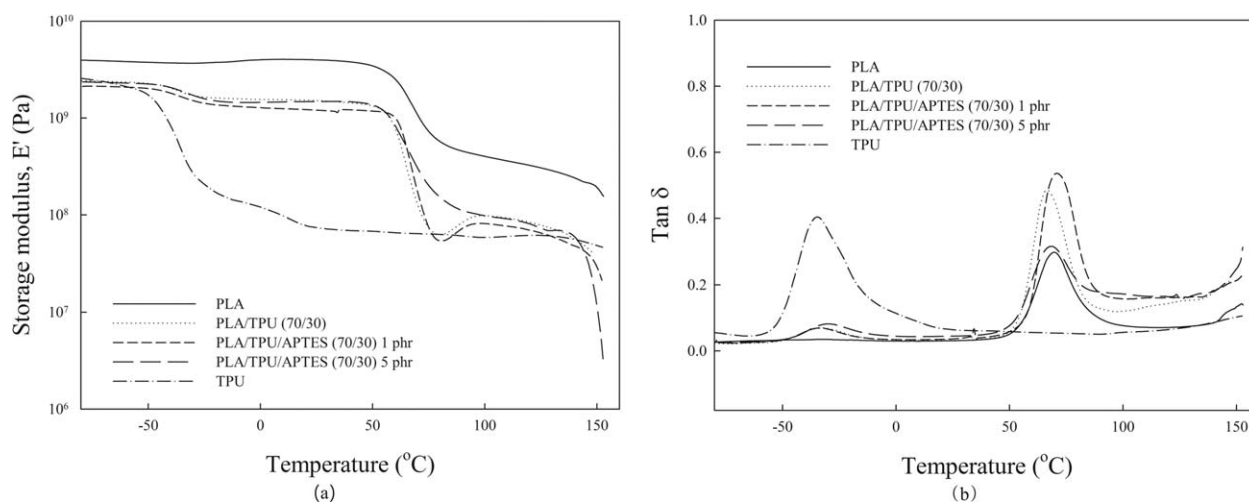 10¹⁰
10⁹
10⁸
10⁷
10⁶
Storage modulus, E' (Pa)
PLA
PLA/TPU (70/30)
PLA/TPU/APTES (70/30) 1 phr
PLA/TPU/APTES (70/30) 5 phr
TPU
-50 0 50 100 150
Temperature (°C)
(a)
1.0
0.8
0.6
0.4
0.2
0.0
Tan δ
PLA
PLA/TPU (70/30)
PLA/TPU/APTES (70/30) 1 phr
PLA/TPU/APTES (70/30) 5 phr
TPU
-50 0 50 100 150
Temperature (°C)
(b)